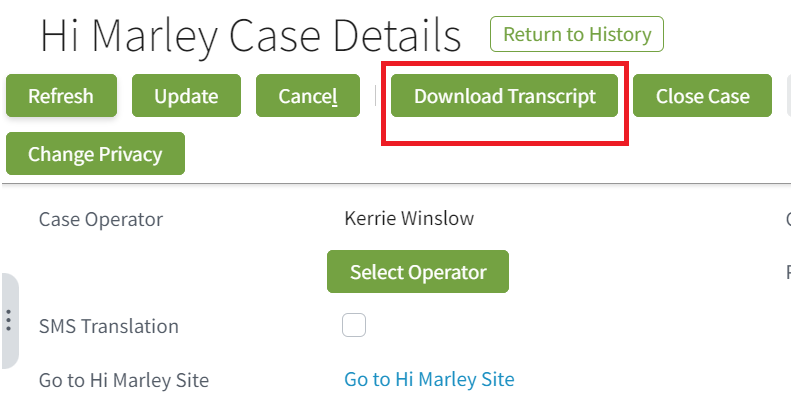 Hi Marley Case Details Return to History
Refresh Update Cancel Download Transcript Close Case
Change Privacy
Case Operator Kerrie Winslow
Select Operator
SMS Translation
Go to Hi Marley Site Go to Hi Marley Site